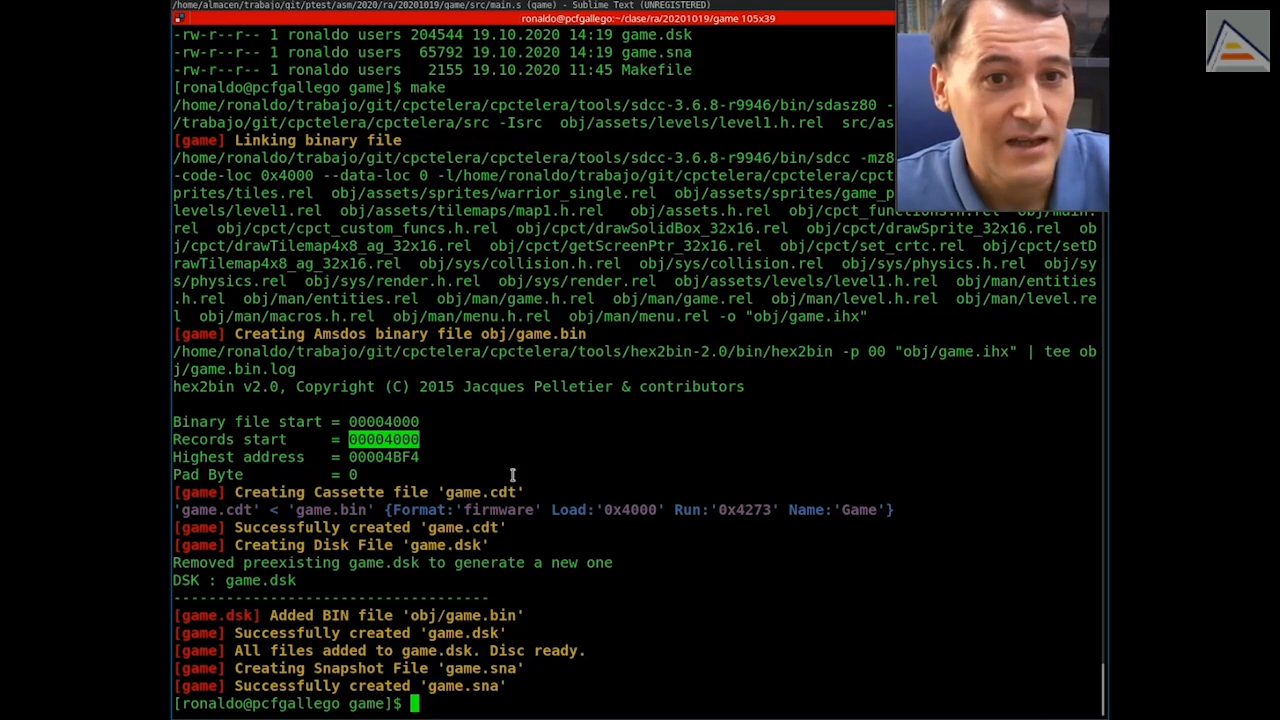 /home/almacen/trabajo/git/ptest/asm/2020/ra/20201019/game/src/main.s (game) - Sublime Text (UNREGISTERED)
ronaldo@pcfgallego:~/clase/ra/20201019/game 105x39
-rw-r--r-- 1 ronaldo users 204544 19.10.2020 14:19 game.dsk
-rw-r--r-- 1 ronaldo users  65792 19.10.2020 14:19 game.sna
-rw-r--r-- 1 ronaldo users   2155 19.10.2020 11:45 Makefile
[ronaldo@pcfgallego game]$ make
/home/ronaldo/trabajo/git/cpctelera/cpctelera/tools/sdcc-3.6.8-r9946/bin/sdasz80 -
/trabajo/git/cpctelera/cpctelera/src -Isrc  obj/assets/levels/level1.h.rel  src/as
[game] Linking binary file
/home/ronaldo/trabajo/git/cpctelera/cpctelera/tools/sdcc-3.6.8-r9946/bin/sdcc -mz8
-code-loc 0x4000 --data-loc 0 -l/home/ronaldo/trabajo/git/cpctelera/cpctelera/cpct
prites/tiles.rel  obj/assets/sprites/warrior_single.rel  obj/assets/sprites/game_p
levels/level1.rel  obj/assets/tilemaps/map1.h.rel   obj/assets.h.rel  obj/cpct_functions.h.rel  obj/main.
rel  obj/cpct/cpct_custom_funcs.h.rel  obj/cpct/drawSolidBox_32x16.rel  obj/cpct/drawSprite_32x16.rel  ob
j/cpct/drawTilemap4x8_ag_32x16.rel  obj/cpct/getScreenPtr_32x16.rel  obj/cpct/set_crtc.rel  obj/cpct/setD
rawTilemap4x8_ag_32x16.rel  obj/sys/collision.h.rel  obj/sys/collision.rel  obj/sys/physics.h.rel  obj/sy
s/physics.rel  obj/sys/render.h.rel  obj/sys/render.rel  obj/assets/levels/level1.h.rel  obj/man/entities
.h.rel  obj/man/entities.rel  obj/man/game.h.rel  obj/man/game.rel  obj/man/level.h.rel  obj/man/level.re
l  obj/man/macros.h.rel  obj/man/menu.h.rel  obj/man/menu.rel -o "obj/game.ihx"
[game] Creating Amsdos binary file obj/game.bin
/home/ronaldo/trabajo/git/cpctelera/cpctelera/tools/hex2bin-2.0/bin/hex2bin -p 00 "obj/game.ihx" | tee ob
j/game.bin.log
hex2bin v2.0, Copyright (C) 2015 Jacques Pelletier & contributors
Binary file start = 00004000
Records start     = 00004000
Highest address   = 00004BF4
Pad Byte          = 0
[game] Creating Cassette file 'game.cdt'
'game.cdt' < 'game.bin' {Format:'firmware' Load:'0x4000' Run:'0x4273' Name:'Game'}
[game] Successfully created 'game.cdt'
[game] Creating Disk File 'game.dsk'
Removed preexisting game.dsk to generate a new one
DSK : game.dsk
------------------------------------
[game.dsk] Added BIN file 'obj/game.bin'
[game] Successfully created 'game.dsk'
[game] All files added to game.dsk. Disc ready.
[game] Creating Snapshot File 'game.sna'
[game] Successfully created 'game.sna'
[ronaldo@pcfgallego game]$